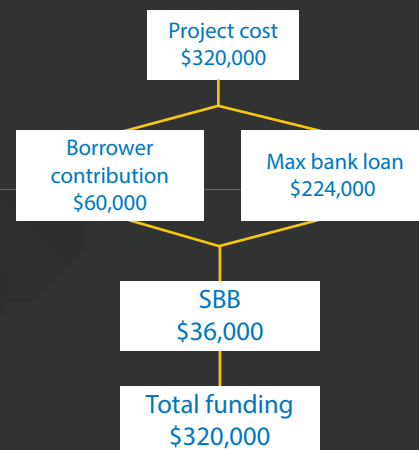 Project cost
$320,000
Borrower
contribution
$60,000
Max bank loan
$224,000
SBB
$36,000
Total funding
$320,000